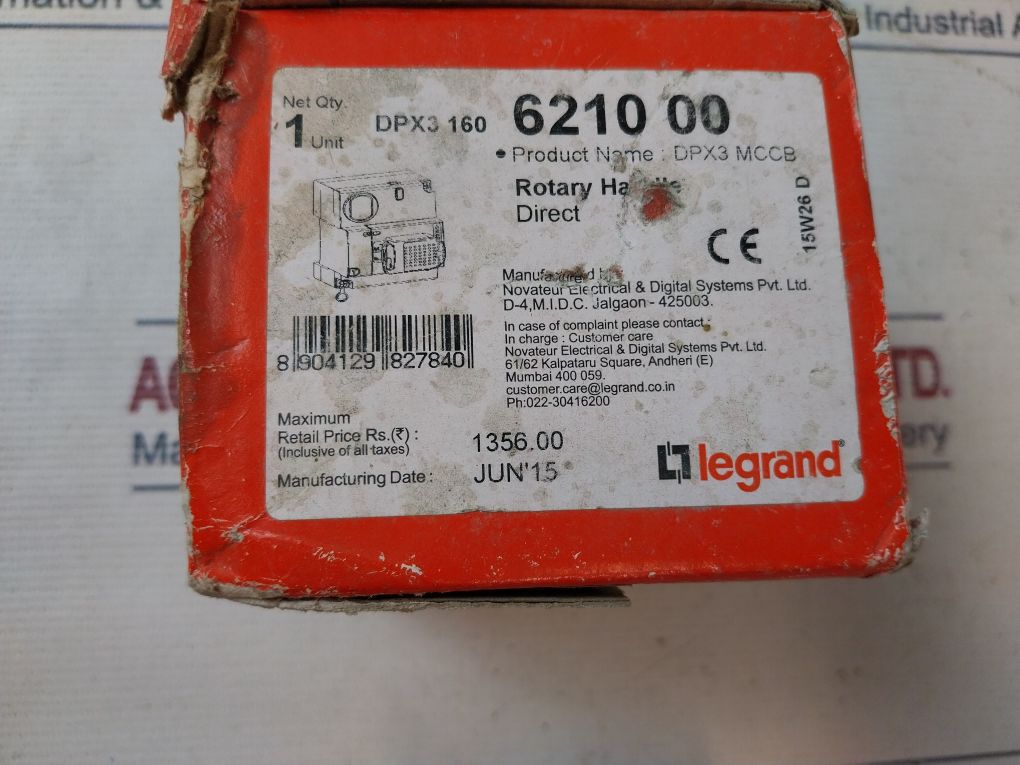 Industrial A
Net Qty.
1 Unit
DPX3 160
6210 00
• Product Name : DPX3 MCCB
Rotary
Direct
CE
15W26 D
Manufactured
Novateur Electrical & Digital Systems Pvt. Ltd.
D-4,M.I.D.C. Jalgaon - 425003.
In case of complaint please contact :
In charge : Customer care
Novateur Electrical & Digital Systems Pvt. Ltd.
61/62 Kalpataru Square, Andheri (E)
Mumbai 400 059.
customer.care@legrand.co.in
Ph:022-30416200
8 904129 827840
Maximum
Retail Price Rs.(₹) : 1356.00
(Inclusive of all taxes)
Manufacturing Date : JUN'15
legrand®